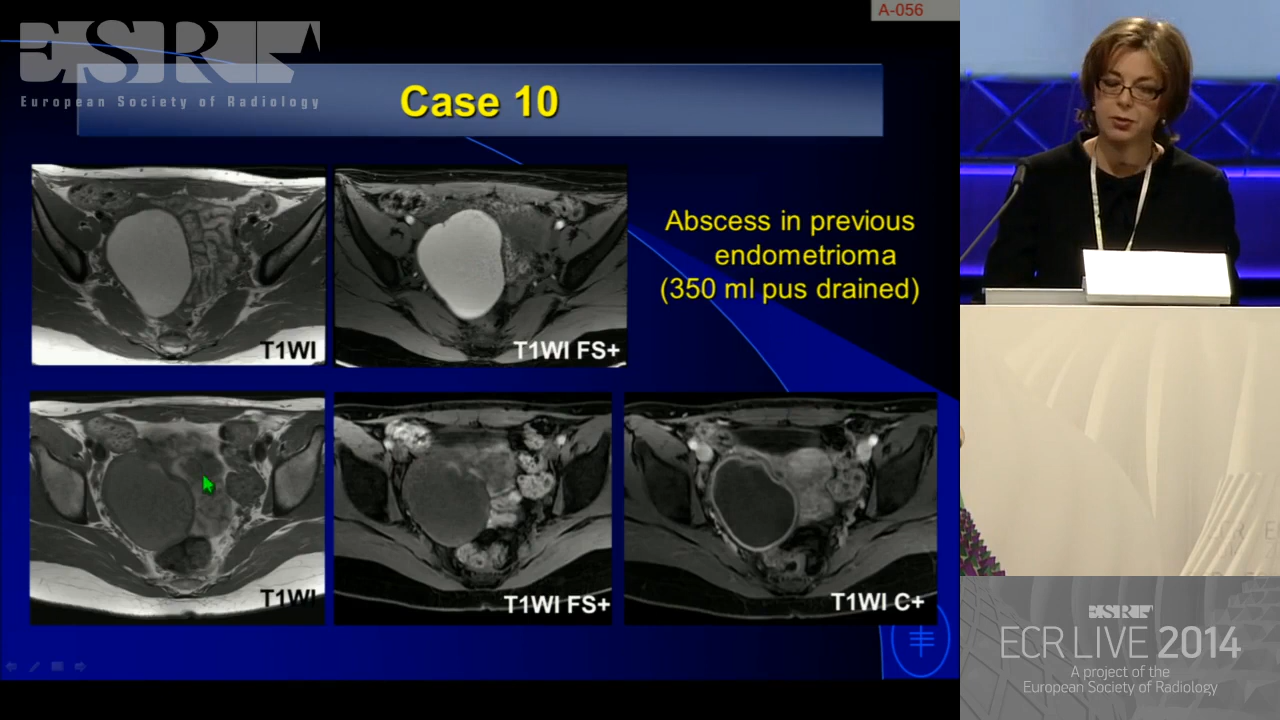 A-056
ESR
European Society of Radiology
Case 10
Abscess in previous
endometrioma
(350 ml pus drained)
T1WI
T1WI FS+
T1WI
T1WI FS+
T1WI C+
ESR
ECR LIVE 2014
A project of the
European Society of Radiology